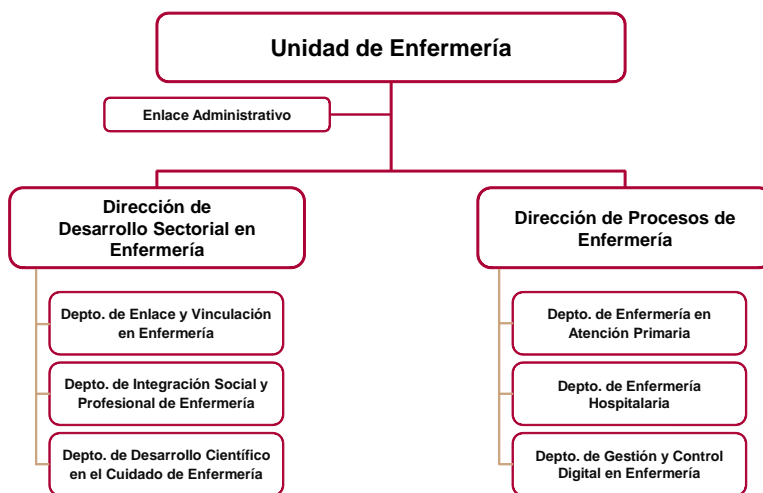 Unidad de Enfermería
Enlace Administrativo
Dirección de
Desarrollo Sectorial en
Enfermería
Dirección de Procesos de
Enfermería
Depto. de Enlace y Vinculación
en Enfermería
Depto. de Integración Social y
Profesional de Enfermería
Depto. de Desarrollo Científico
en el Cuidado de Enfermería
Depto. de Enfermería en
Atención Primaria
Depto. de Enfermería
Hospitalaria
Depto. de Gestión y Control
Digital en Enfermería